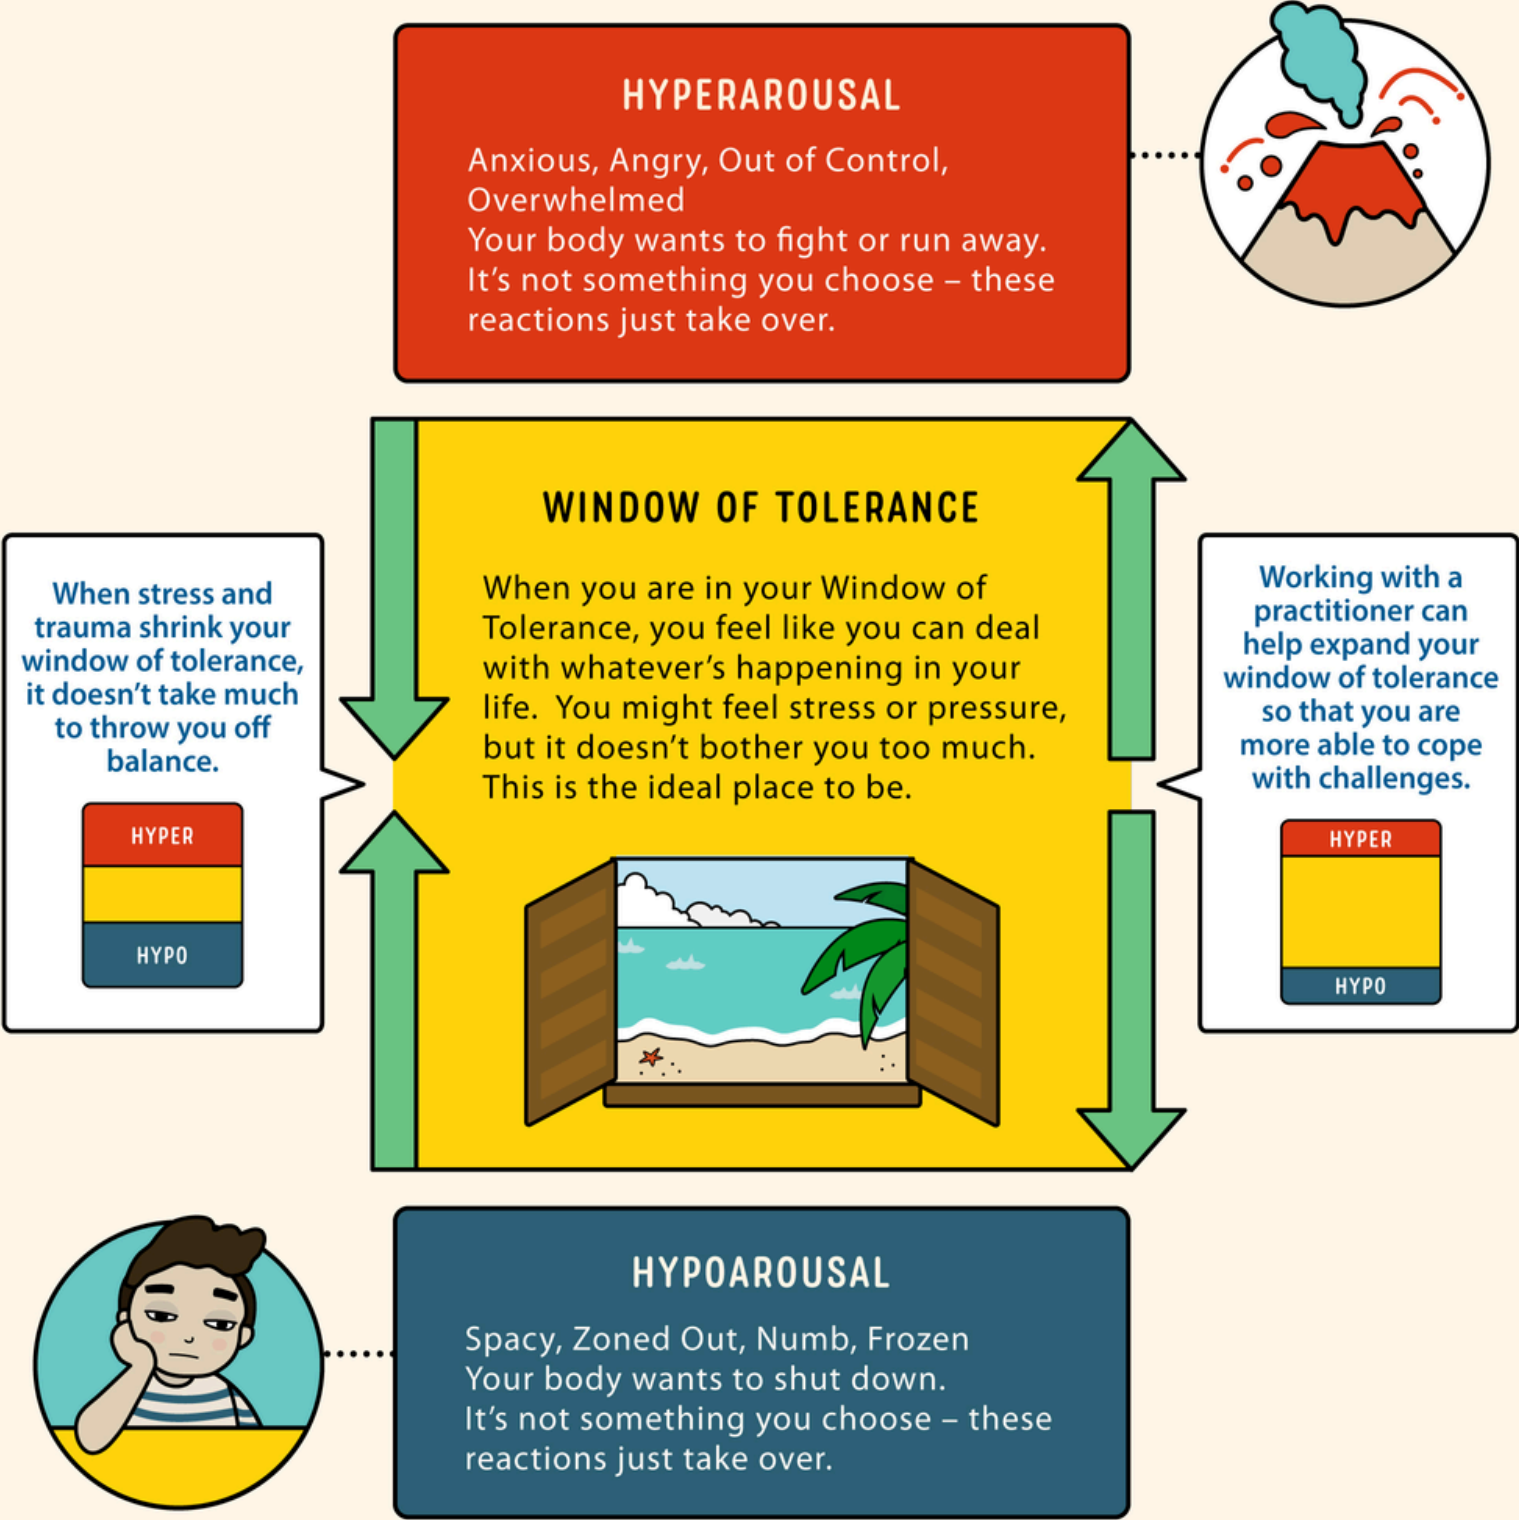 HYPERAROUSAL
Anxious, Angry, Out of Control,
Overwhelmed
Your body wants to fight or run away.
It’s not something you choose – these
reactions just take over.
When stress and
trauma shrink your
window of tolerance,
it doesn’t take much
to throw you off
balance.
HYPER
HYPO
WINDOW OF TOLERANCE
When you are in your Window of
Tolerance, you feel like you can deal
with whatever’s happening in your
life.  You might feel stress or pressure,
but it doesn’t bother you too much.
This is the ideal place to be.
Working with a
practitioner can
help expand your
window of tolerance
so that you are
more able to cope
with challenges.
HYPER
HYPO
HYPOAROUSAL
Spacy, Zoned Out, Numb, Frozen
Your body wants to shut down.
It’s not something you choose – these
reactions just take over.